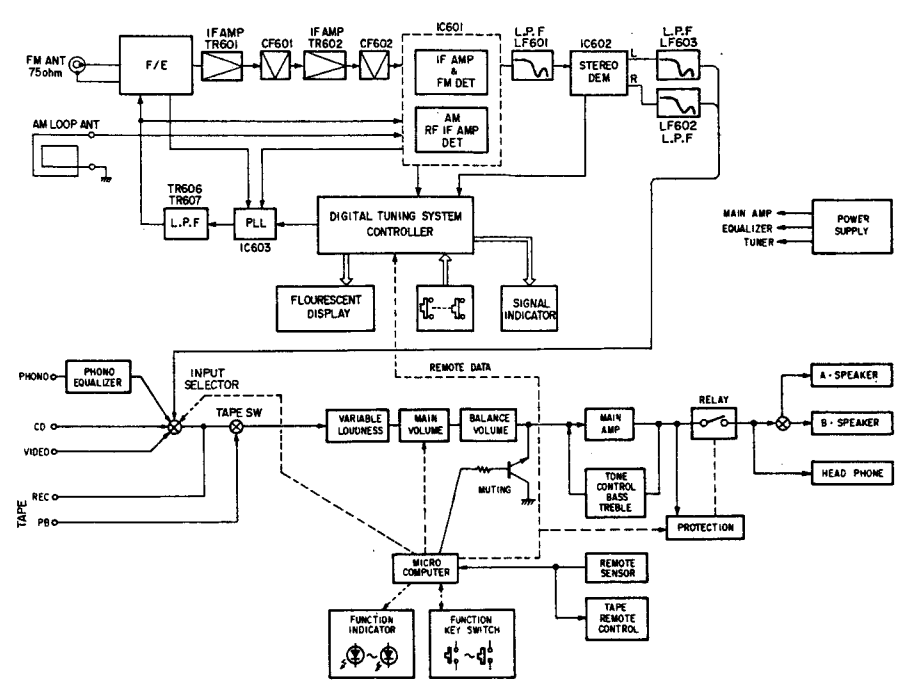 IF AMP
TR601
CF601
IF AMP
TR602
CF602
IC601
L.P.F
LF601
IC602
L.P.F
LF603
FM ANT
75ohm
F/E
IF AMP
&
FM DET
STEREO
DEM
L
R
AM LOOP ANT
AM
RF IF AMP
DET
LF602
L.P.F
TR606
TR607
L.P.F
PLL
IC603
DIGITAL TUNING SYSTEM
CONTROLLER
MAIN AMP
EQUALIZER
TUNER
POWER
SUPPLY
FLOURESCENT
DISPLAY
SIGNAL
INDICATOR
REMOTE DATA
PHONO
PHONO
EQUALIZER
INPUT
SELECTOR
TAPE SW
CD
VIDEO
VARIABLE
LOUDNESS
MAIN
VOLUME
BALANCE
VOLUME
MAIN
AMP
RELAY
A · SPEAKER
B · SPEAKER
HEAD PHONE
MUTING
TONE
CONTROL
BASS
TREBLE
TAPE
REC
PB
PROTECTION
MICRO
COMPUTER
REMOTE
SENSOR
TAPE
REMOTE
CONTROL
FUNCTION
INDICATOR
FUNCTION
KEY SWITCH